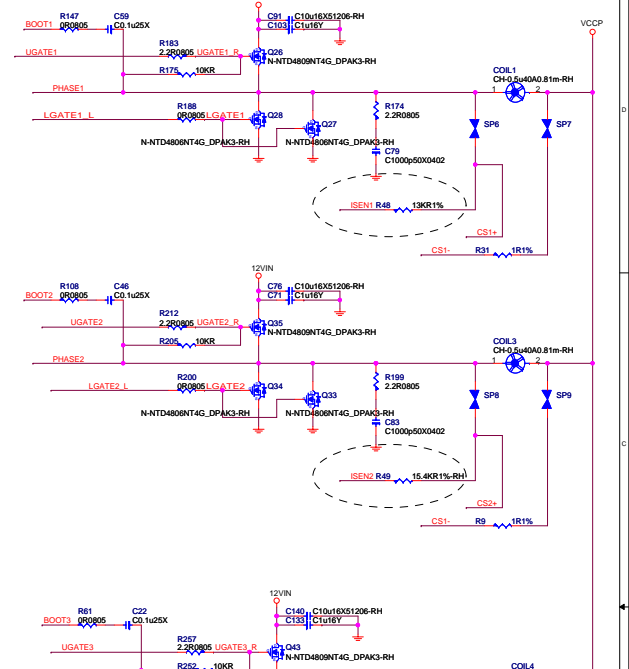 R147 C59 C91 C10u16X51206-RH
BOOT1 0R0805 C0.1u25X C103 C1u16Y
VCCP
R183
UGATE1 2.2R0805 UGATE1_R Q26
N-NTD4809NT4G_DPAK3-RH
R175 10KR
COIL1
CH-0.5u40A0.81m-RH
PHASE1 1 2
D
R188 R174
LGATE1_L 0R0805 LGATE1 Q28 2.2R0805
Q27 SP6 SP7
N-NTD4806NT4G_DPAK3-RH N-NTD4806NT4G_DPAK3-RH
C79
C1000p50X0402
ISEN1 R48 13KR1%
CS1+
CS1- R31 1R1%
12VIN
R108 C46 C76 C10u16X51206-RH
BOOT2 0R0805 C0.1u25X C71 C1u16Y
R212
UGATE2 2.2R0805 UGATE2_R Q35
N-NTD4809NT4G_DPAK3-RH
R205 10KR
COIL3
CH-0.5u40A0.81m-RH
PHASE2 1 2
R200 R199
LGATE2_L 0R0805 LGATE2 Q34 2.2R0805
Q33 SP8 SP9
N-NTD4806NT4G_DPAK3-RH N-NTD4806NT4G_DPAK3-RH
C83
C1000p50X0402
C
ISEN2 R49 15.4KR1%-RH
CS2+
CS1- R9 1R1%
12VIN
R61 C22 C140 C10u16X51206-RH
BOOT3 0R0805 C0.1u25X C133 C1u16Y
R257
UGATE3 2.2R0805 UGATE3_R Q43
N-NTD4809NT4G_DPAK3-RH
R252 10KR COIL4